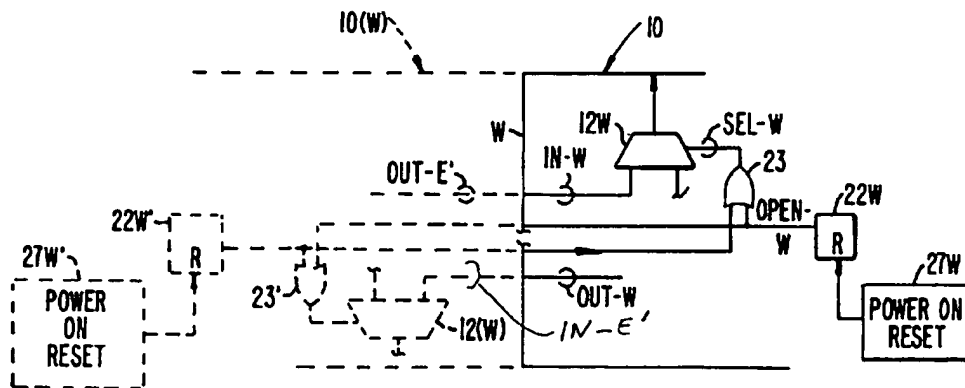 10(W)
10
12W
SEL-W
W
IN-W
23
OUT-E'
OPEN-
W
22W
22W'
R
R
27W'
27W
23'
OUT-W
12(W)
IN-E'
POWER
ON
RESET
POWER ON
RESET